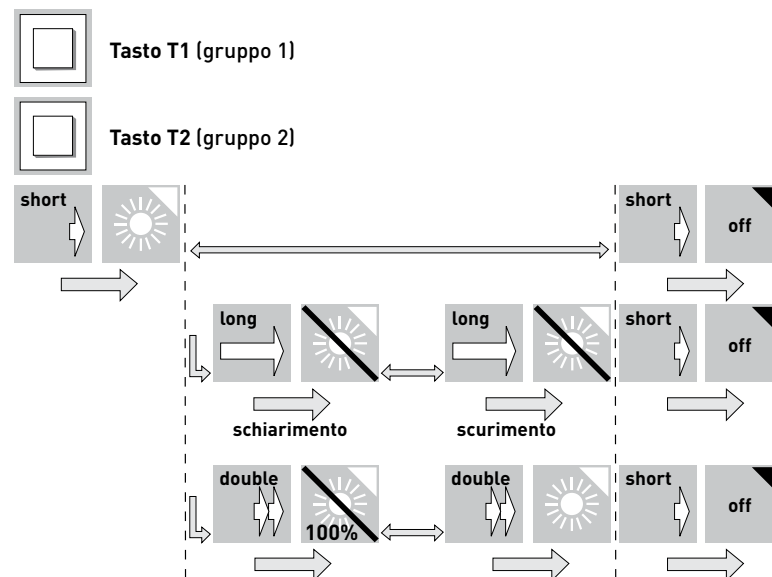 Tasto T1 (gruppo 1)
Tasto T2 (gruppo 2)
short
short
off
long
long
short
off
schiarimento
scurimento
double
100%
double
short
off